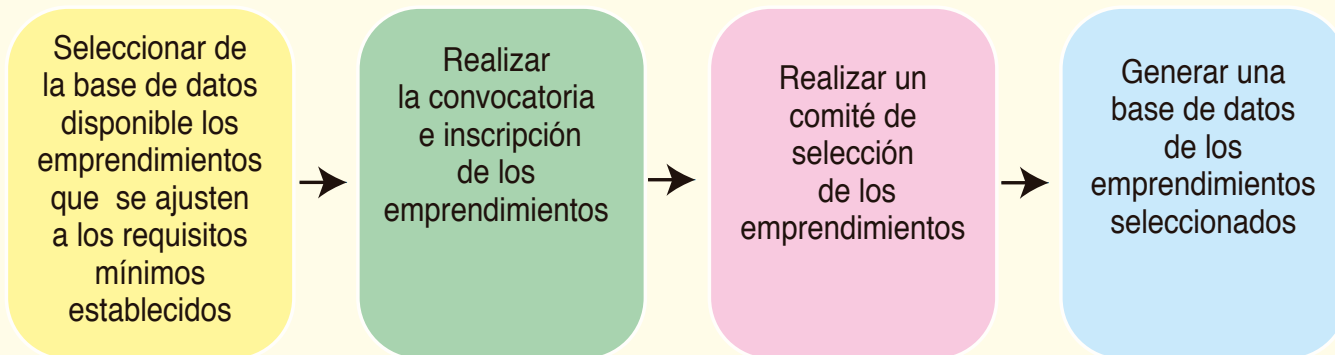 Seleccionar de
la base de datos
disponible los
emprendimientos
que se ajusten
a los requisitos
mínimos
establecidos
Realizar
la convocatoria
e inscripción
de los
emprendimientos
Realizar un
comité de
selección
de los
emprendimientos
Generar una
base de datos
de los
emprendimientos
seleccionados